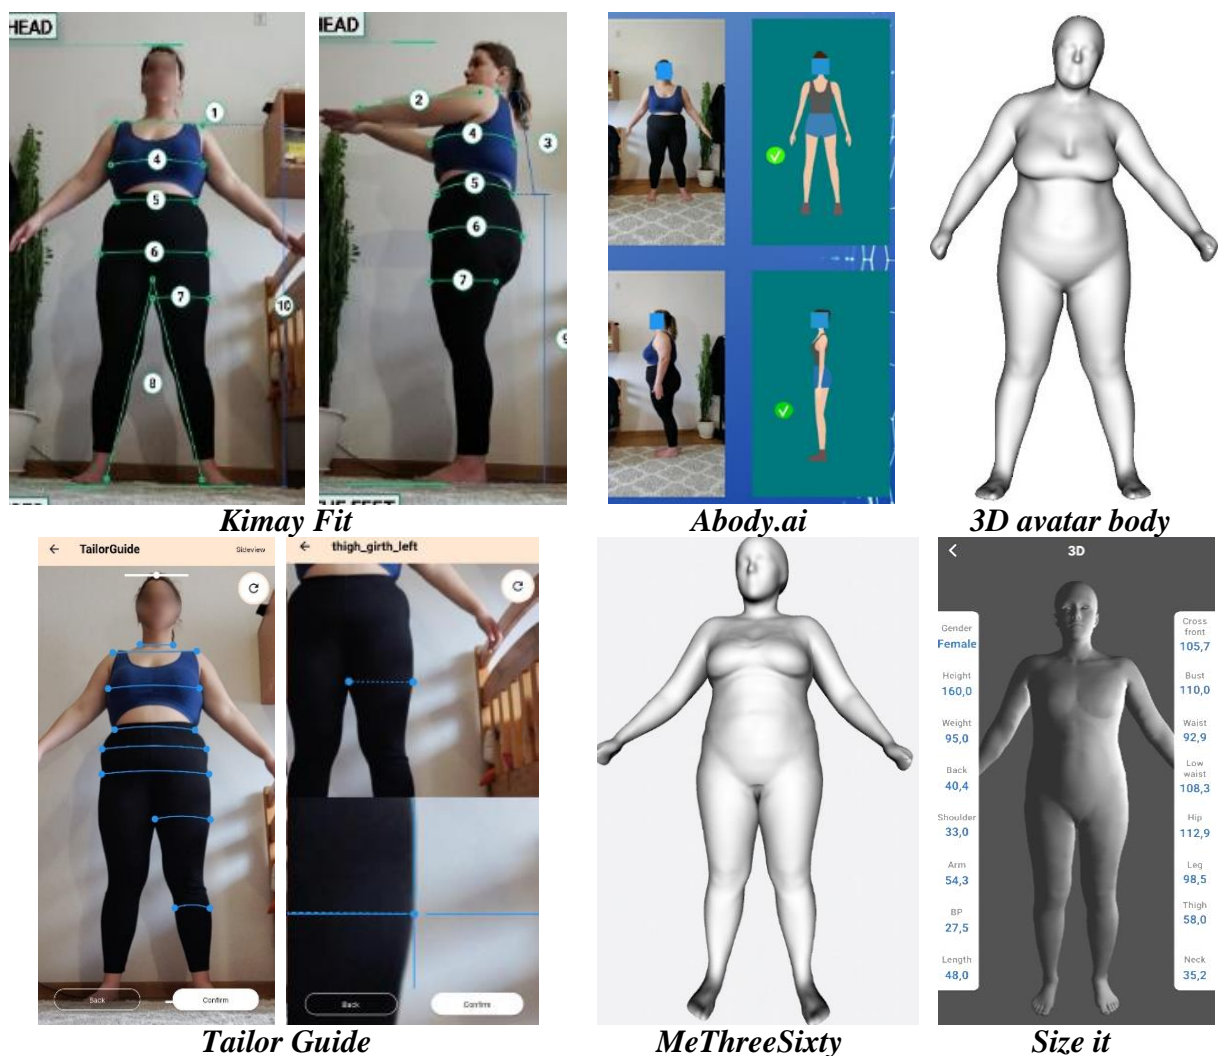 HEAD
1
4
5
6
7
10
8
HEAD
2
4
3
5
6
7
9
THE FEET
Kimay Fit
Abody.ai
3D avatar body
TailorGuide
Sideview
Back
Confirm
thigh_girth_left
Back
Confirm
Tailor Guide
MeThreeSixty
3D
Gender
Female
Height
160,0
Weight
95,0
Back
40,4
Shoulder
33,0
Arm
54,3
BP
27,5
Length
48,0
Cross
front
105,7
Bust
110,0
Waist
92,9
Low
waist
108,3
Hip
112,9
Leg
98,5
Thigh
58,0
Neck
35,2
Size it